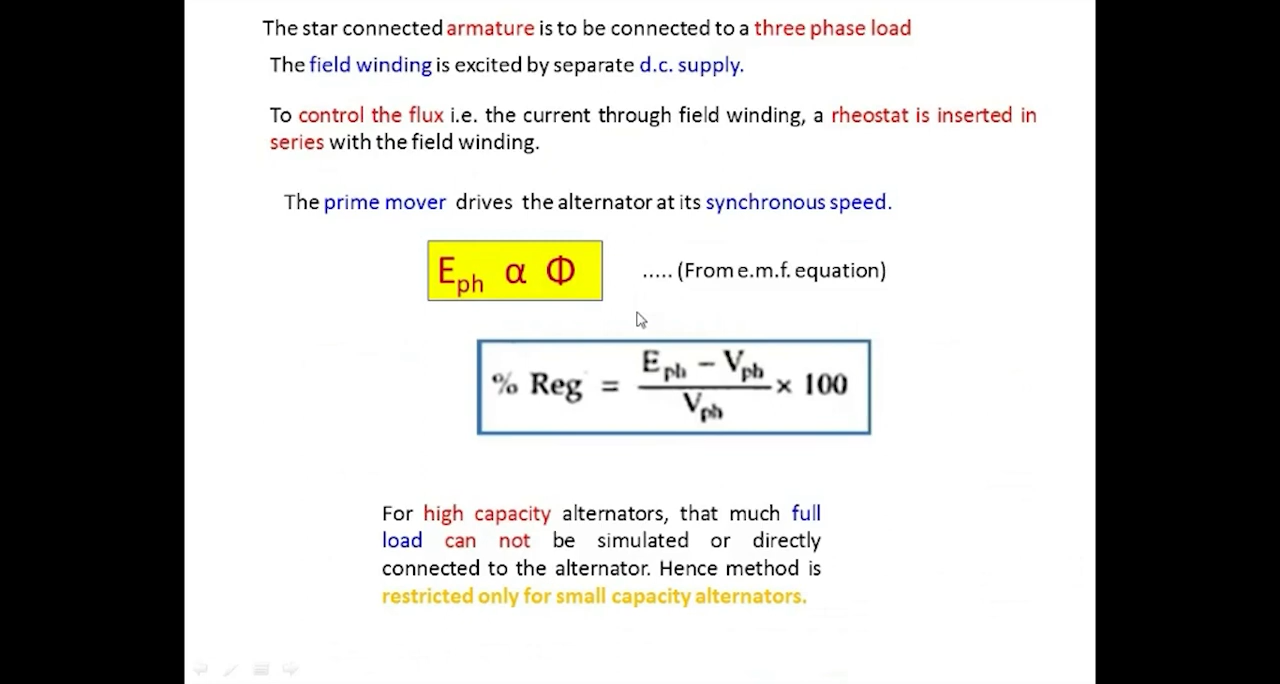 The star connected armature is to be connected to a three phase load
The field winding is excited by separate d.c. supply.
To control the flux i.e. the current through field winding, a rheostat is inserted in
series with the field winding.
The prime mover drives the alternator at its synchronous speed.
Eph α Φ ..... (From e.m.f. equation)
% Reg = Eph − Vph / Vph × 100
For high capacity alternators, that much full
load can not be simulated or directly
connected to the alternator. Hence method is
restricted only for small capacity alternators.